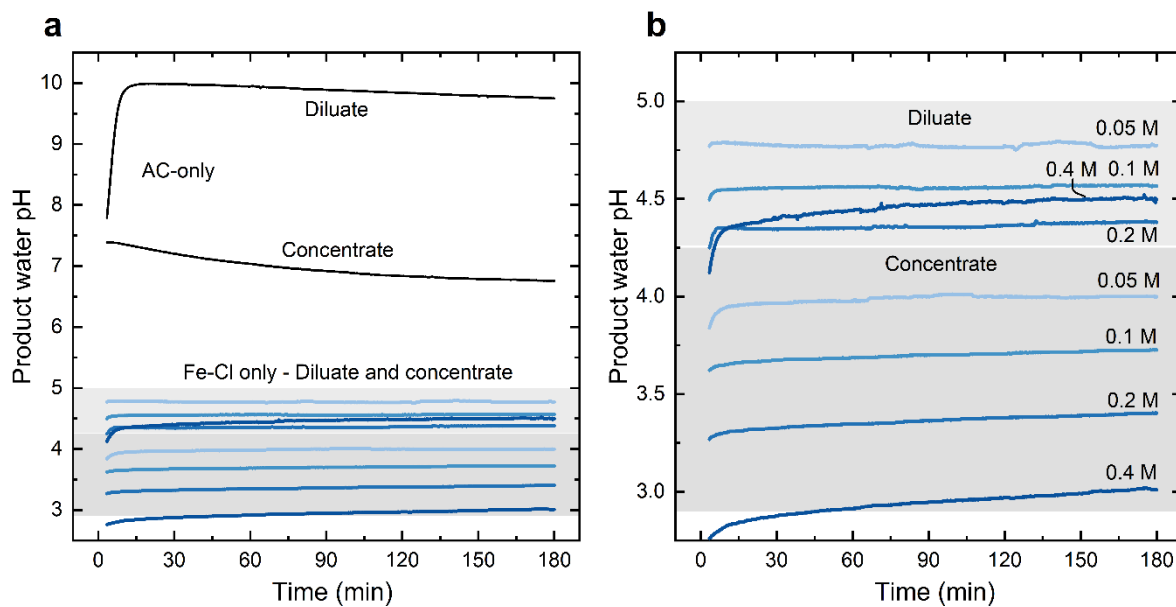 a
Product water pH
10
9
8
7
6
5
4
3
Diluate
AC-only
Concentrate
Fe-Cl only - Diluate and concentrate
0 30 60 90 120 150 180
Time (min)
b
Product water pH
5.0
4.5
4.0
3.5
3.0
Diluate
0.05 M
0.4 M 0.1 M
0.2 M
Concentrate
0.05 M
0.1 M
0.2 M
0.4 M
0 30 60 90 120 150 180
Time (min)